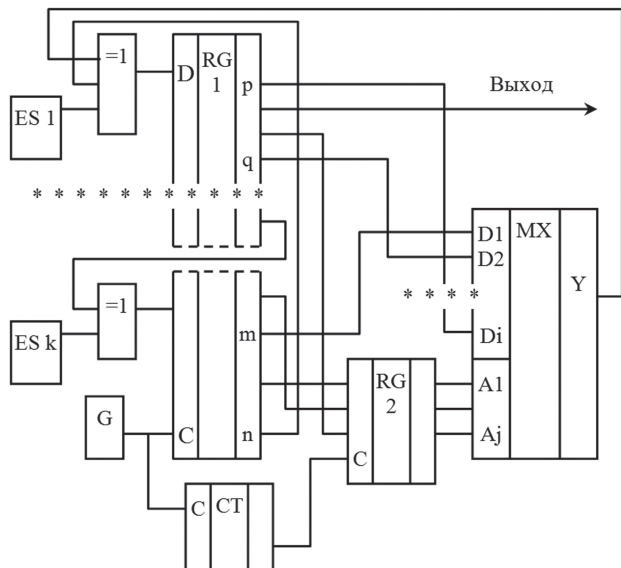 =1
D
RG
1
p
Выход
ES 1
q
* * * * * * * * * * *
D1
MX
D2
Y
=1
* * * *
ES k
m
Di
RG
2
A1
G
C
n
Aj
C
C
CT